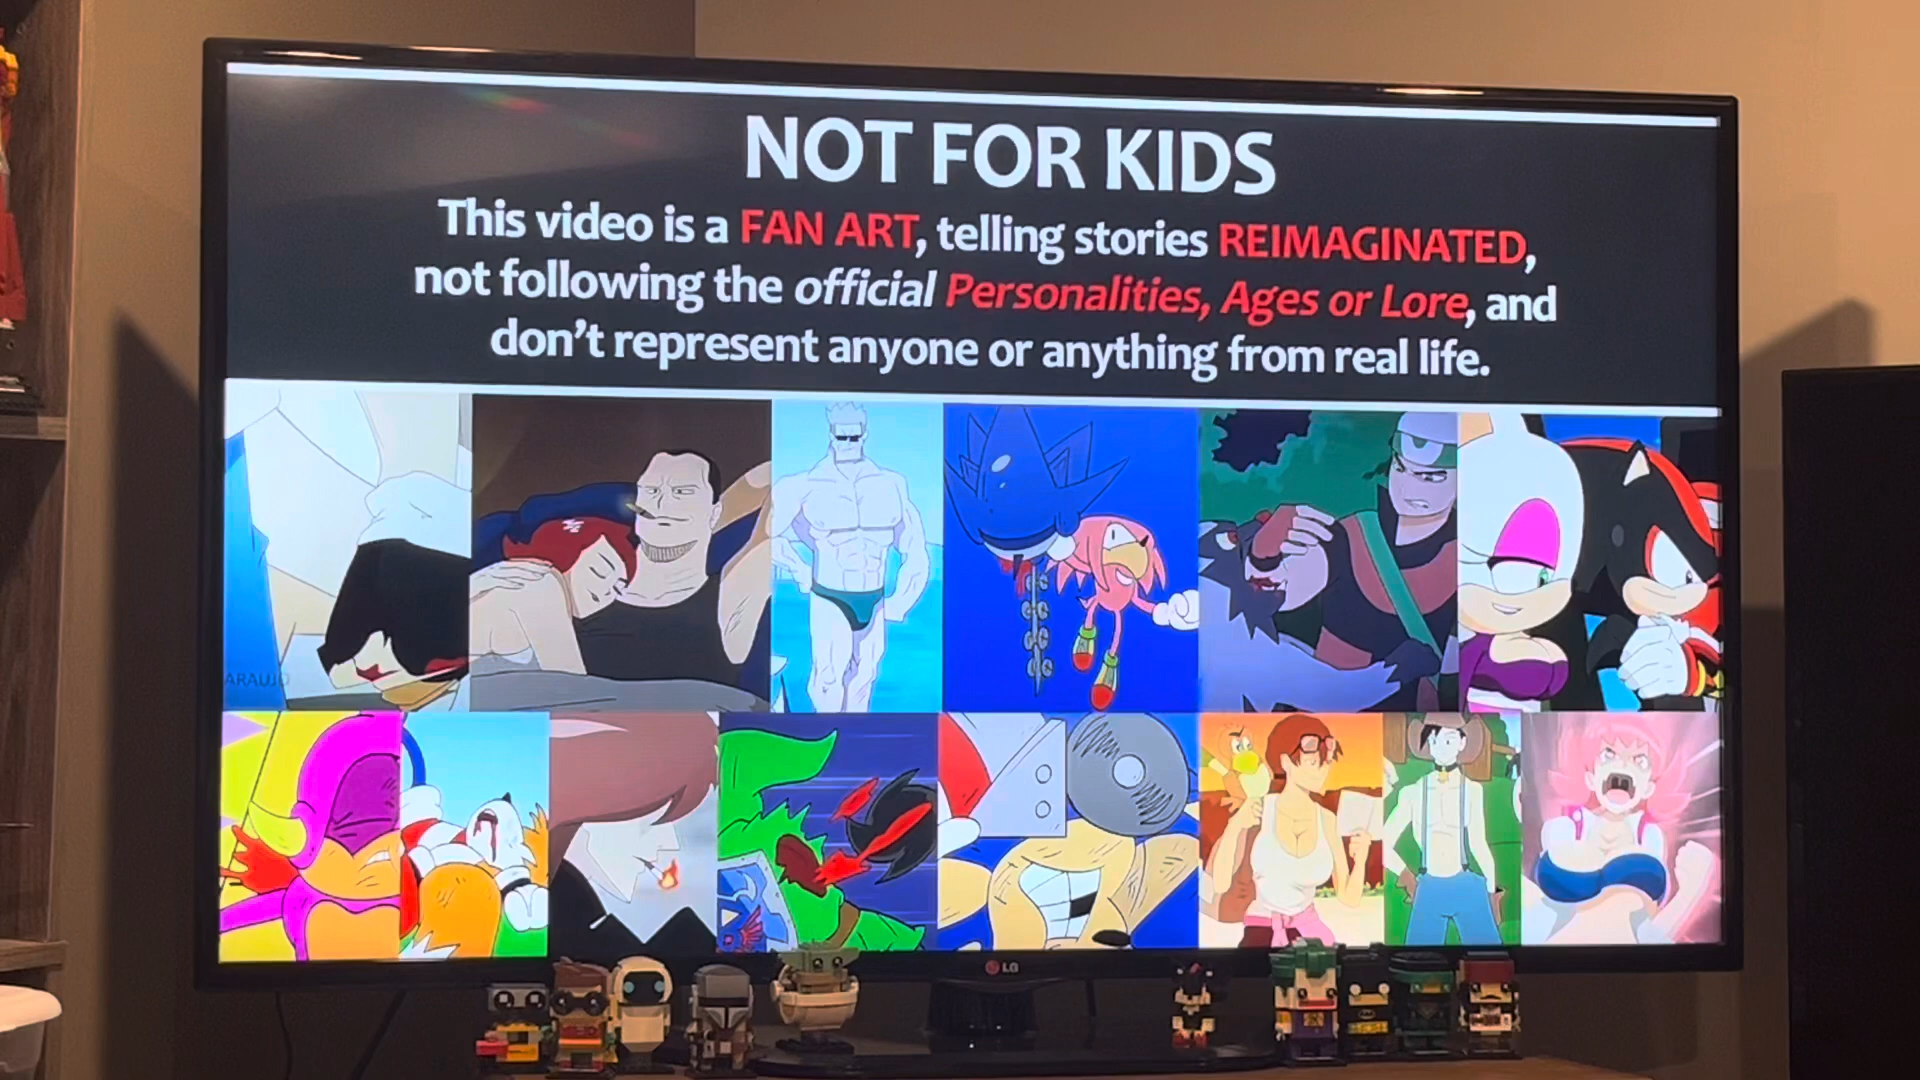 NOT FOR KIDS
This video is a FAN ART, telling stories REIMAGINATED,
not following the official Personalities, Ages or Lore, and
don't represent anyone or anything from real life.
ARAUJO
LG